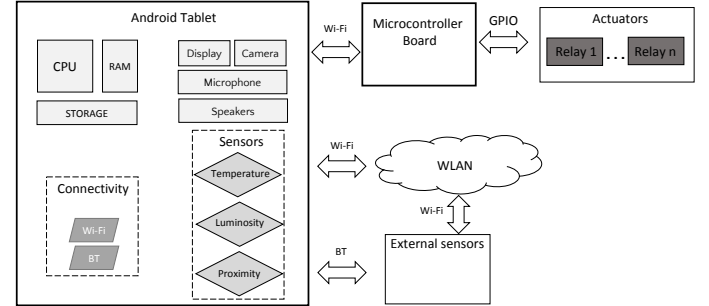 Android Tablet
CPU
RAM
STORAGE
Display
Camera
Microphone
Speakers
Sensors
Temperature
Luminosity
Proximity
Connectivity
Wi-Fi
BT
Wi-Fi
Microcontroller
Board
GPIO
Actuators
Relay 1 ... Relay n
Wi-Fi
WLAN
Wi-Fi
BT
External sensors